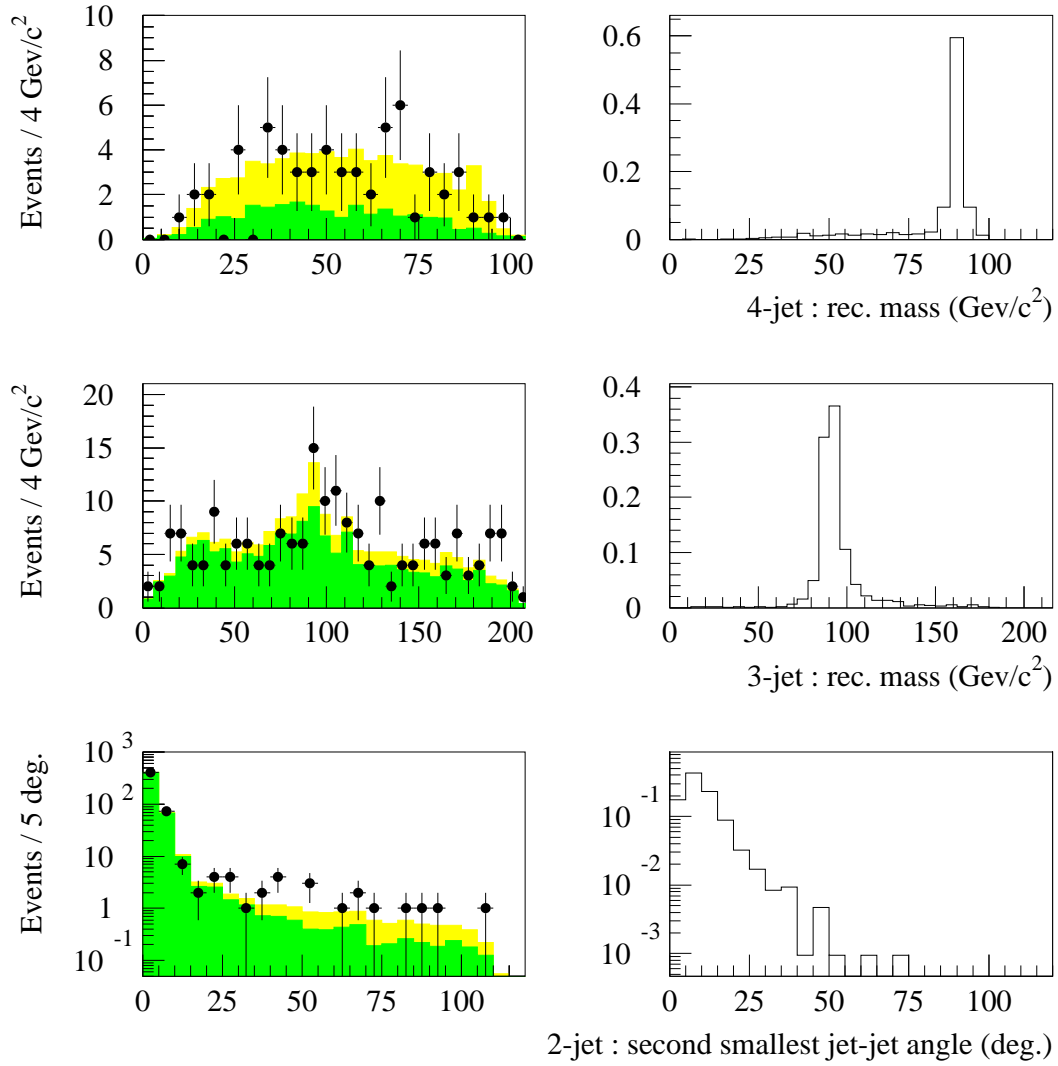 Events / 4 Gev/c²
10
8
6
4
2
0
0 25 50 75 100
0.6
0.4
0.2
0
0 25 50 75 100
4-jet : rec. mass (Gev/c²)
Events / 4 Gev/c²
20
15
10
5
0
0 50 100 150 200
0.4
0.3
0.2
0.1
0
0 50 100 150 200
3-jet : rec. mass (Gev/c²)
Events / 5 deg.
10³
10²
10
1
10⁻¹
0 25 50 75 100
10⁻¹
10⁻²
10⁻³
0 25 50 75 100
2-jet : second smallest jet-jet angle (deg.)